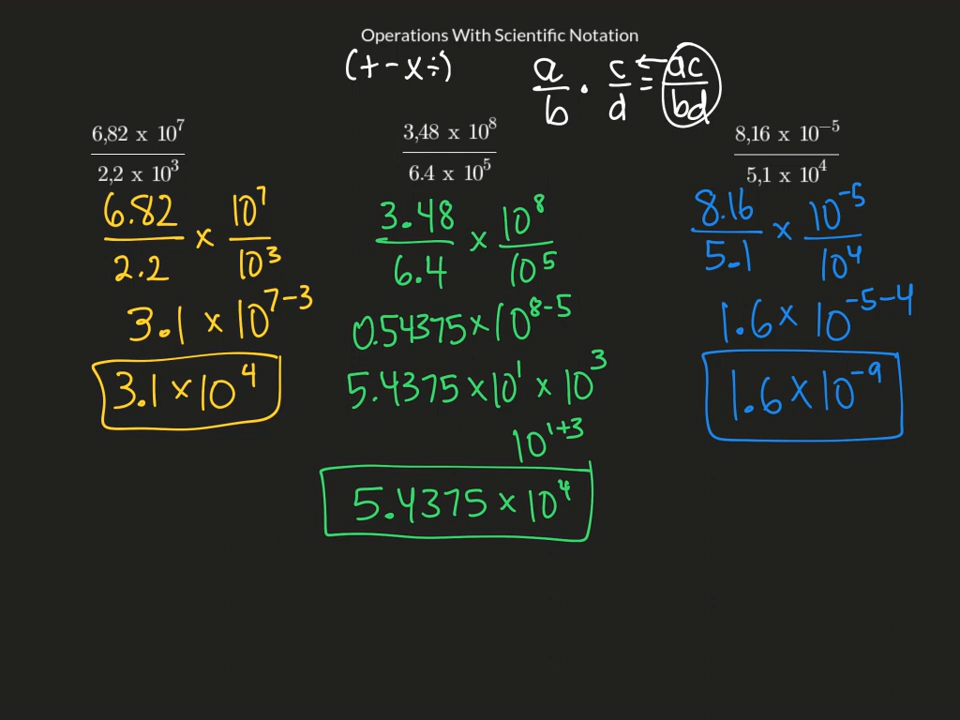 Operations With Scientific Notation
(+ - x ÷) a/b · c/d = ac/bd
6,82 x 10^7 / 2,2 x 10^3
6.82/2.2 x 10^7/10^3
3.1 x 10^7-3
3.1 x 10^4
3,48 x 10^8 / 6.4 x 10^5
3.48/6.4 x 10^8/10^5
0.54375 x 10^8-5
5.4375 x 10^1 x 10^3
10^1+3
5.4375 x 10^4
8,16 x 10^-5 / 5,1 x 10^4
8.16/5.1 x 10^-5/10^4
1.6 x 10^-5-4
1.6 x 10^-9